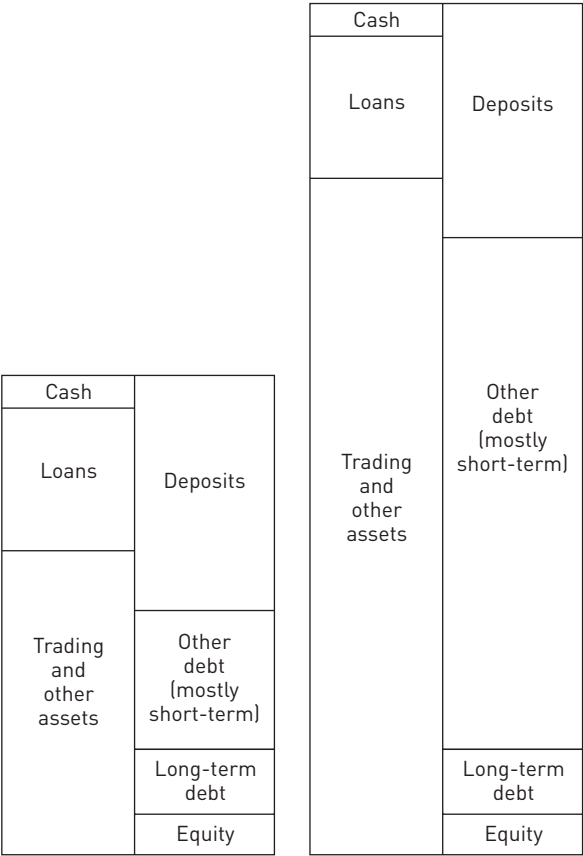 Cash
Loans
Trading
and
other
assets
Deposits
Other
debt
(mostly
short-term)
Long-term
debt
Equity
Cash
Loans
Trading
and
other
assets
Deposits
Other
debt
(mostly
short-term)
Long-term
debt
Equity